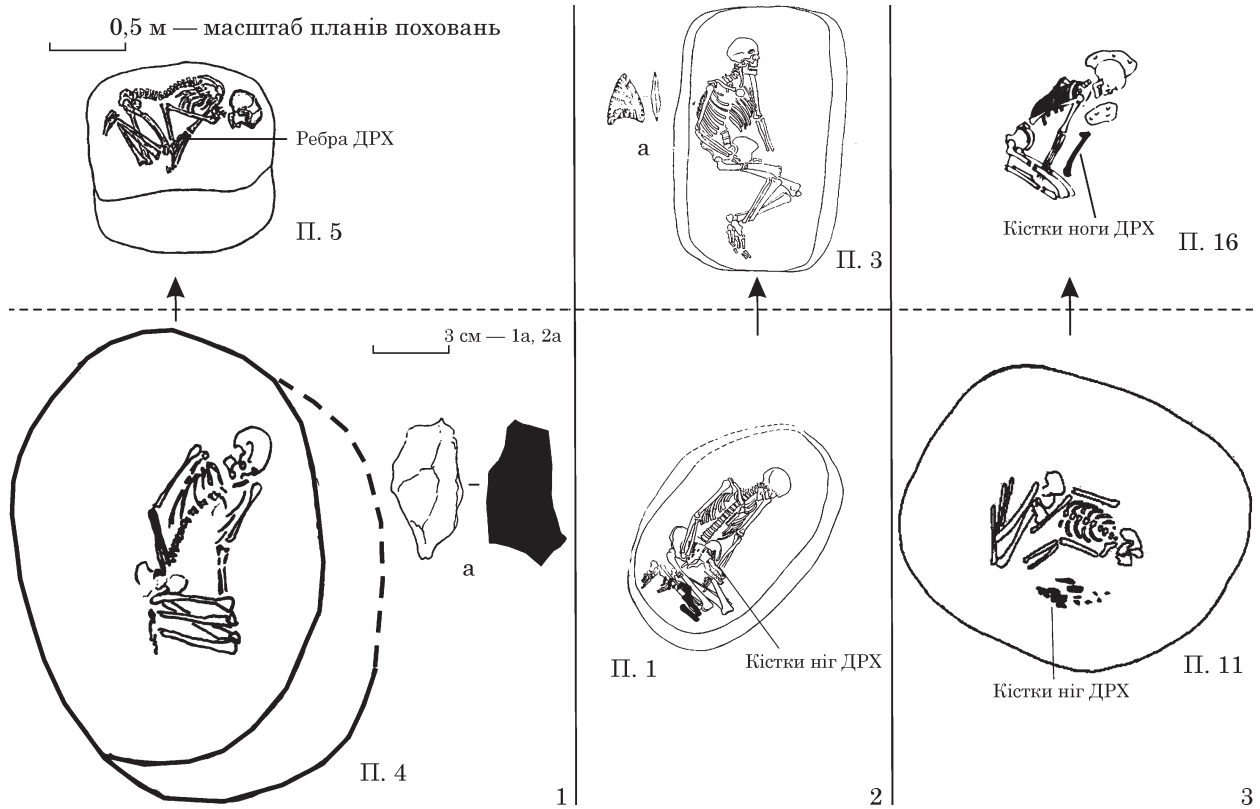 0,5 м — масштаб планів поховань
Ребра ДРХ
П. 5
а
П. 3
Кістки ноги ДРХ
П. 16
3 см — 1а, 2а
а
П. 4
1
П. 1
Кістки ніг ДРХ
2
П. 11
Кістки ніг ДРХ
3